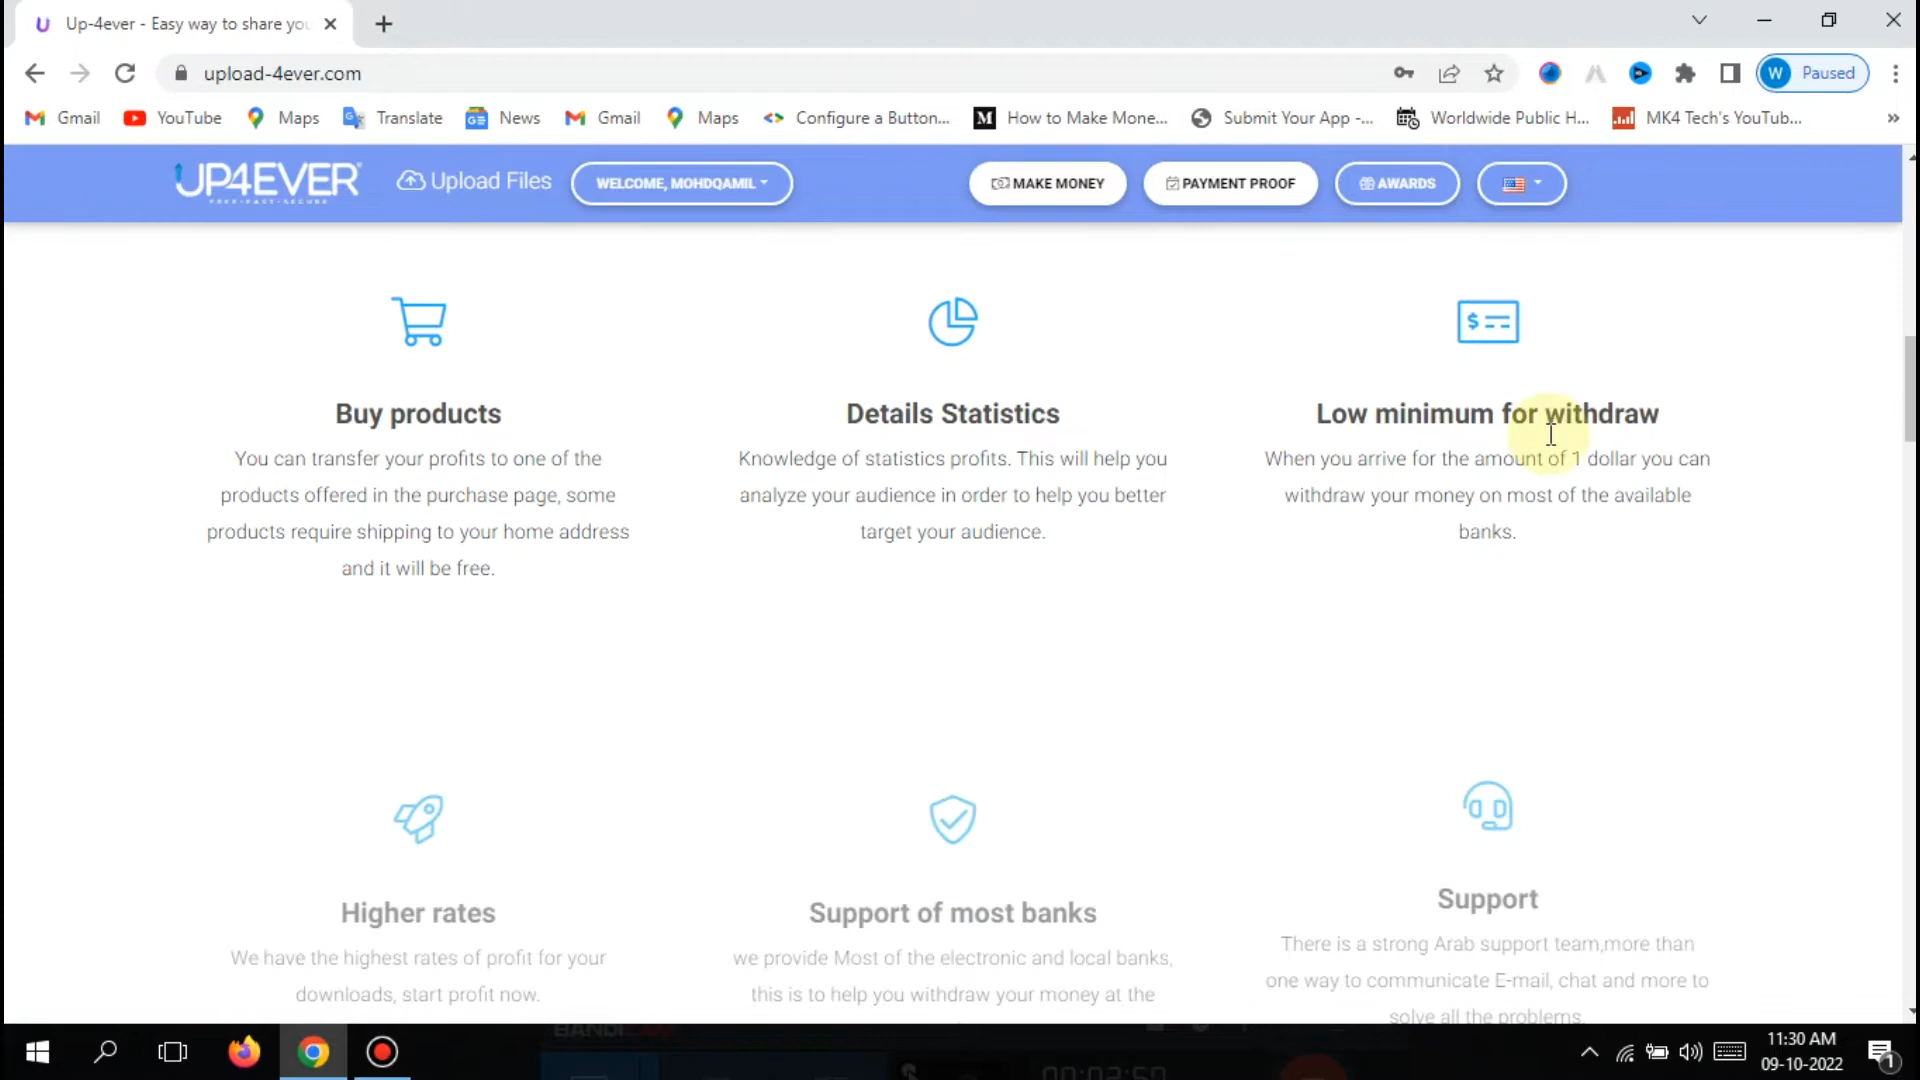 Up-4ever - Easy way to share you
upload-4ever.com
W Paused
Gmail YouTube Maps Translate News Gmail Maps Configure a Button... How to Make Mone... Submit Your App -... Worldwide Public H... MK4 Tech's YouTub... »
UP4EVER
FREE-FAST-SECURE
Upload Files
WELCOME, MOHDQAMIL
MAKE MONEY
PAYMENT PROOF
AWARDS
Buy products
You can transfer your profits to one of the
products offered in the purchase page, some
products require shipping to your home address
and it will be free.
Details Statistics
Knowledge of statistics profits. This will help you
analyze your audience in order to help you better
target your audience.
Low minimum for withdraw
When you arrive for the amount of 1 dollar you can
withdraw your money on most of the available
banks.
Higher rates
We have the highest rates of profit for your
downloads, start profit now.
Support of most banks
we provide Most of the electronic and local banks,
this is to help you withdraw your money at the
Support
There is a strong Arab support team,more than
one way to communicate E-mail, chat and more to
solve all the problems.
11:30 AM
09-10-2022
1